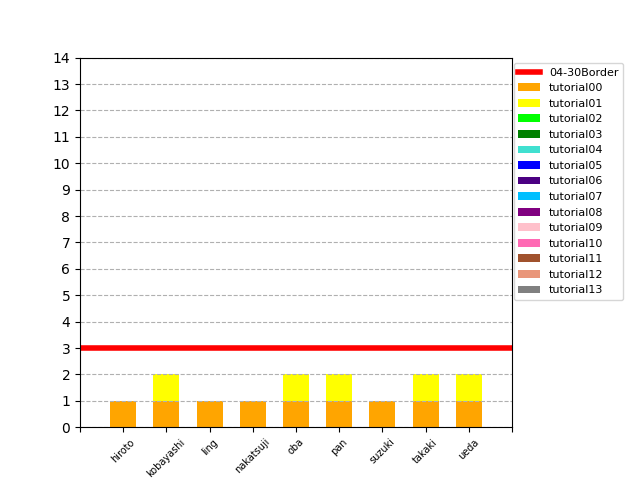 14
13
12
11
10
9
8
7
6
5
4
3
2
1
0
hiroto
kobayashi
ling
nakatsuji
oba
pan
suzuki
takaki
ueda
04-30Border
tutorial00
tutorial01
tutorial02
tutorial03
tutorial04
tutorial05
tutorial06
tutorial07
tutorial08
tutorial09
tutorial10
tutorial11
tutorial12
tutorial13